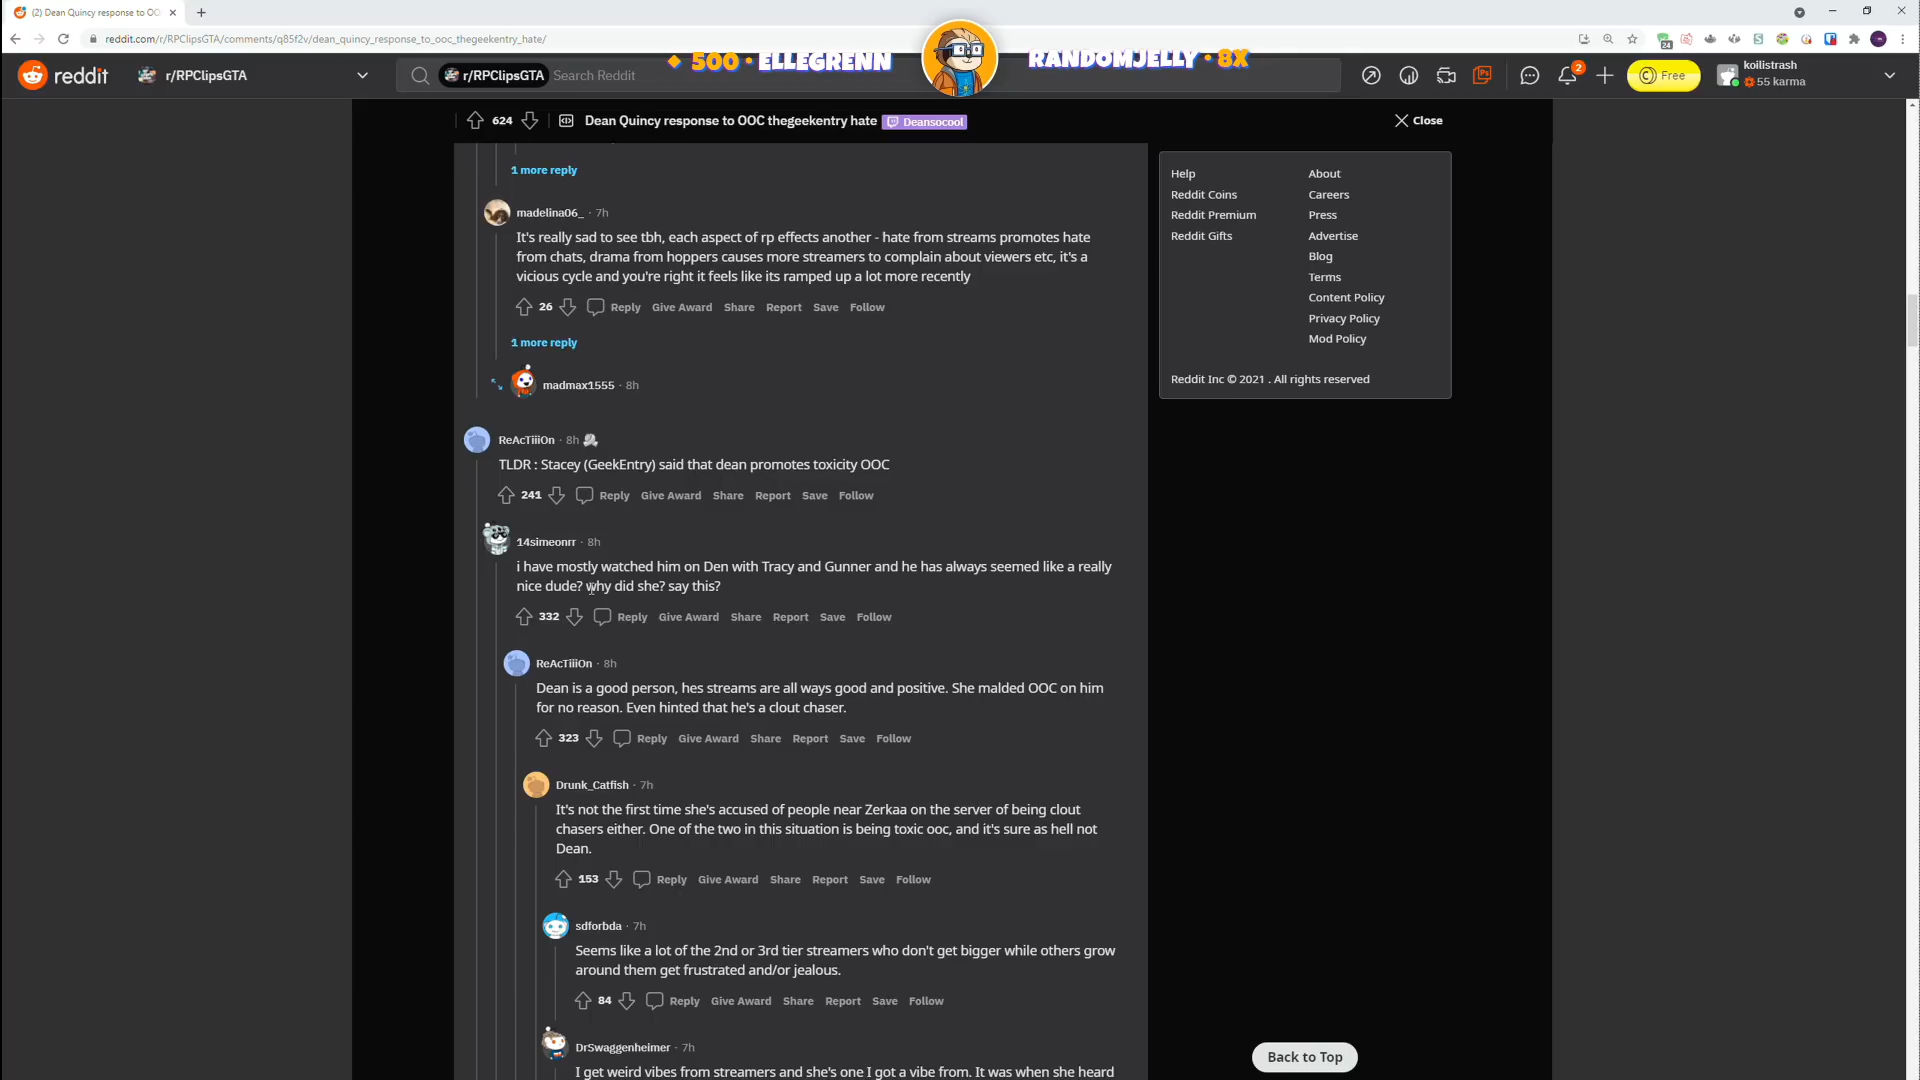 (2) Dean Quincy response to OO
reddit.com/r/RPClipsGTA/comments/q85f2v/dean_quincy_response_to_ooc_thegeekentry_hate/
24
500 · ELLEGRENN
RANDOMJELLY · 8X
reddit
r/RPClipsGTA
r/RPClipsGTA
Search Reddit
2
Free
koilistrash
55 karma
624
Dean Quincy response to OOC thegeekentry hate
Deansocool
Close
1 more reply
madelina06_ · 7h
It's really sad to see tbh, each aspect of rp effects another - hate from streams promotes hate
from chats, drama from hoppers causes more streamers to complain about viewers etc, it's a
vicious cycle and you're right it feels like its ramped up a lot more recently
26 Reply Give Award Share Report Save Follow
1 more reply
madmax1555 · 8h
ReAcTiiiOn · 8h
TLDR : Stacey (GeekEntry) said that dean promotes toxicity OOC
241 Reply Give Award Share Report Save Follow
14simeonrr · 8h
i have mostly watched him on Den with Tracy and Gunner and he has always seemed like a really
nice dude? why did she? say this?
332 Reply Give Award Share Report Save Follow
ReAcTiiiOn · 8h
Dean is a good person, hes streams are all ways good and positive. She malded OOC on him
for no reason. Even hinted that he's a clout chaser.
323 Reply Give Award Share Report Save Follow
Drunk_Catfish · 7h
It's not the first time she's accused of people near Zerkaa on the server of being clout
chasers either. One of the two in this situation is being toxic ooc, and it's sure as hell not
Dean.
153 Reply Give Award Share Report Save Follow
sdforbda · 7h
Seems like a lot of the 2nd or 3rd tier streamers who don't get bigger while others grow
around them get frustrated and/or jealous.
84 Reply Give Award Share Report Save Follow
DrSwaggenheimer · 7h
I get weird vibes from streamers and she's one I got a vibe from. It was when she heard
Help
Reddit Coins
Reddit Premium
Reddit Gifts
About
Careers
Press
Advertise
Blog
Terms
Content Policy
Privacy Policy
Mod Policy
Reddit Inc © 2021 . All rights reserved
Back to Top